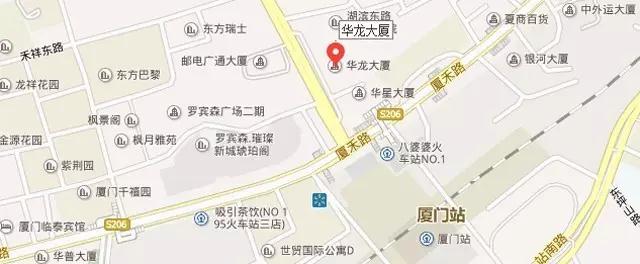 湖滨东路
华龙大厦
夏商百货
中外运大厦
东方瑞士
禾祥东路
邮电广通大厦
华龙大厦
银河大厦
厦禾路
龙祥花园
东方巴黎
华星大厦
S206
枫景阁
罗宾森广场二期
金源花园
枫月雅苑
罗宾森.璀璨
新城琥珀阁
厦禾路
八婆婆火
车站NO.1
紫荆园
厦门千禧园
东坪山路
吸引茶饮(NO 1
95火车站三店)
厦门站
S206
厦门临泰宾馆
厦门站
站南路
华普大厦
世贸国际公寓D